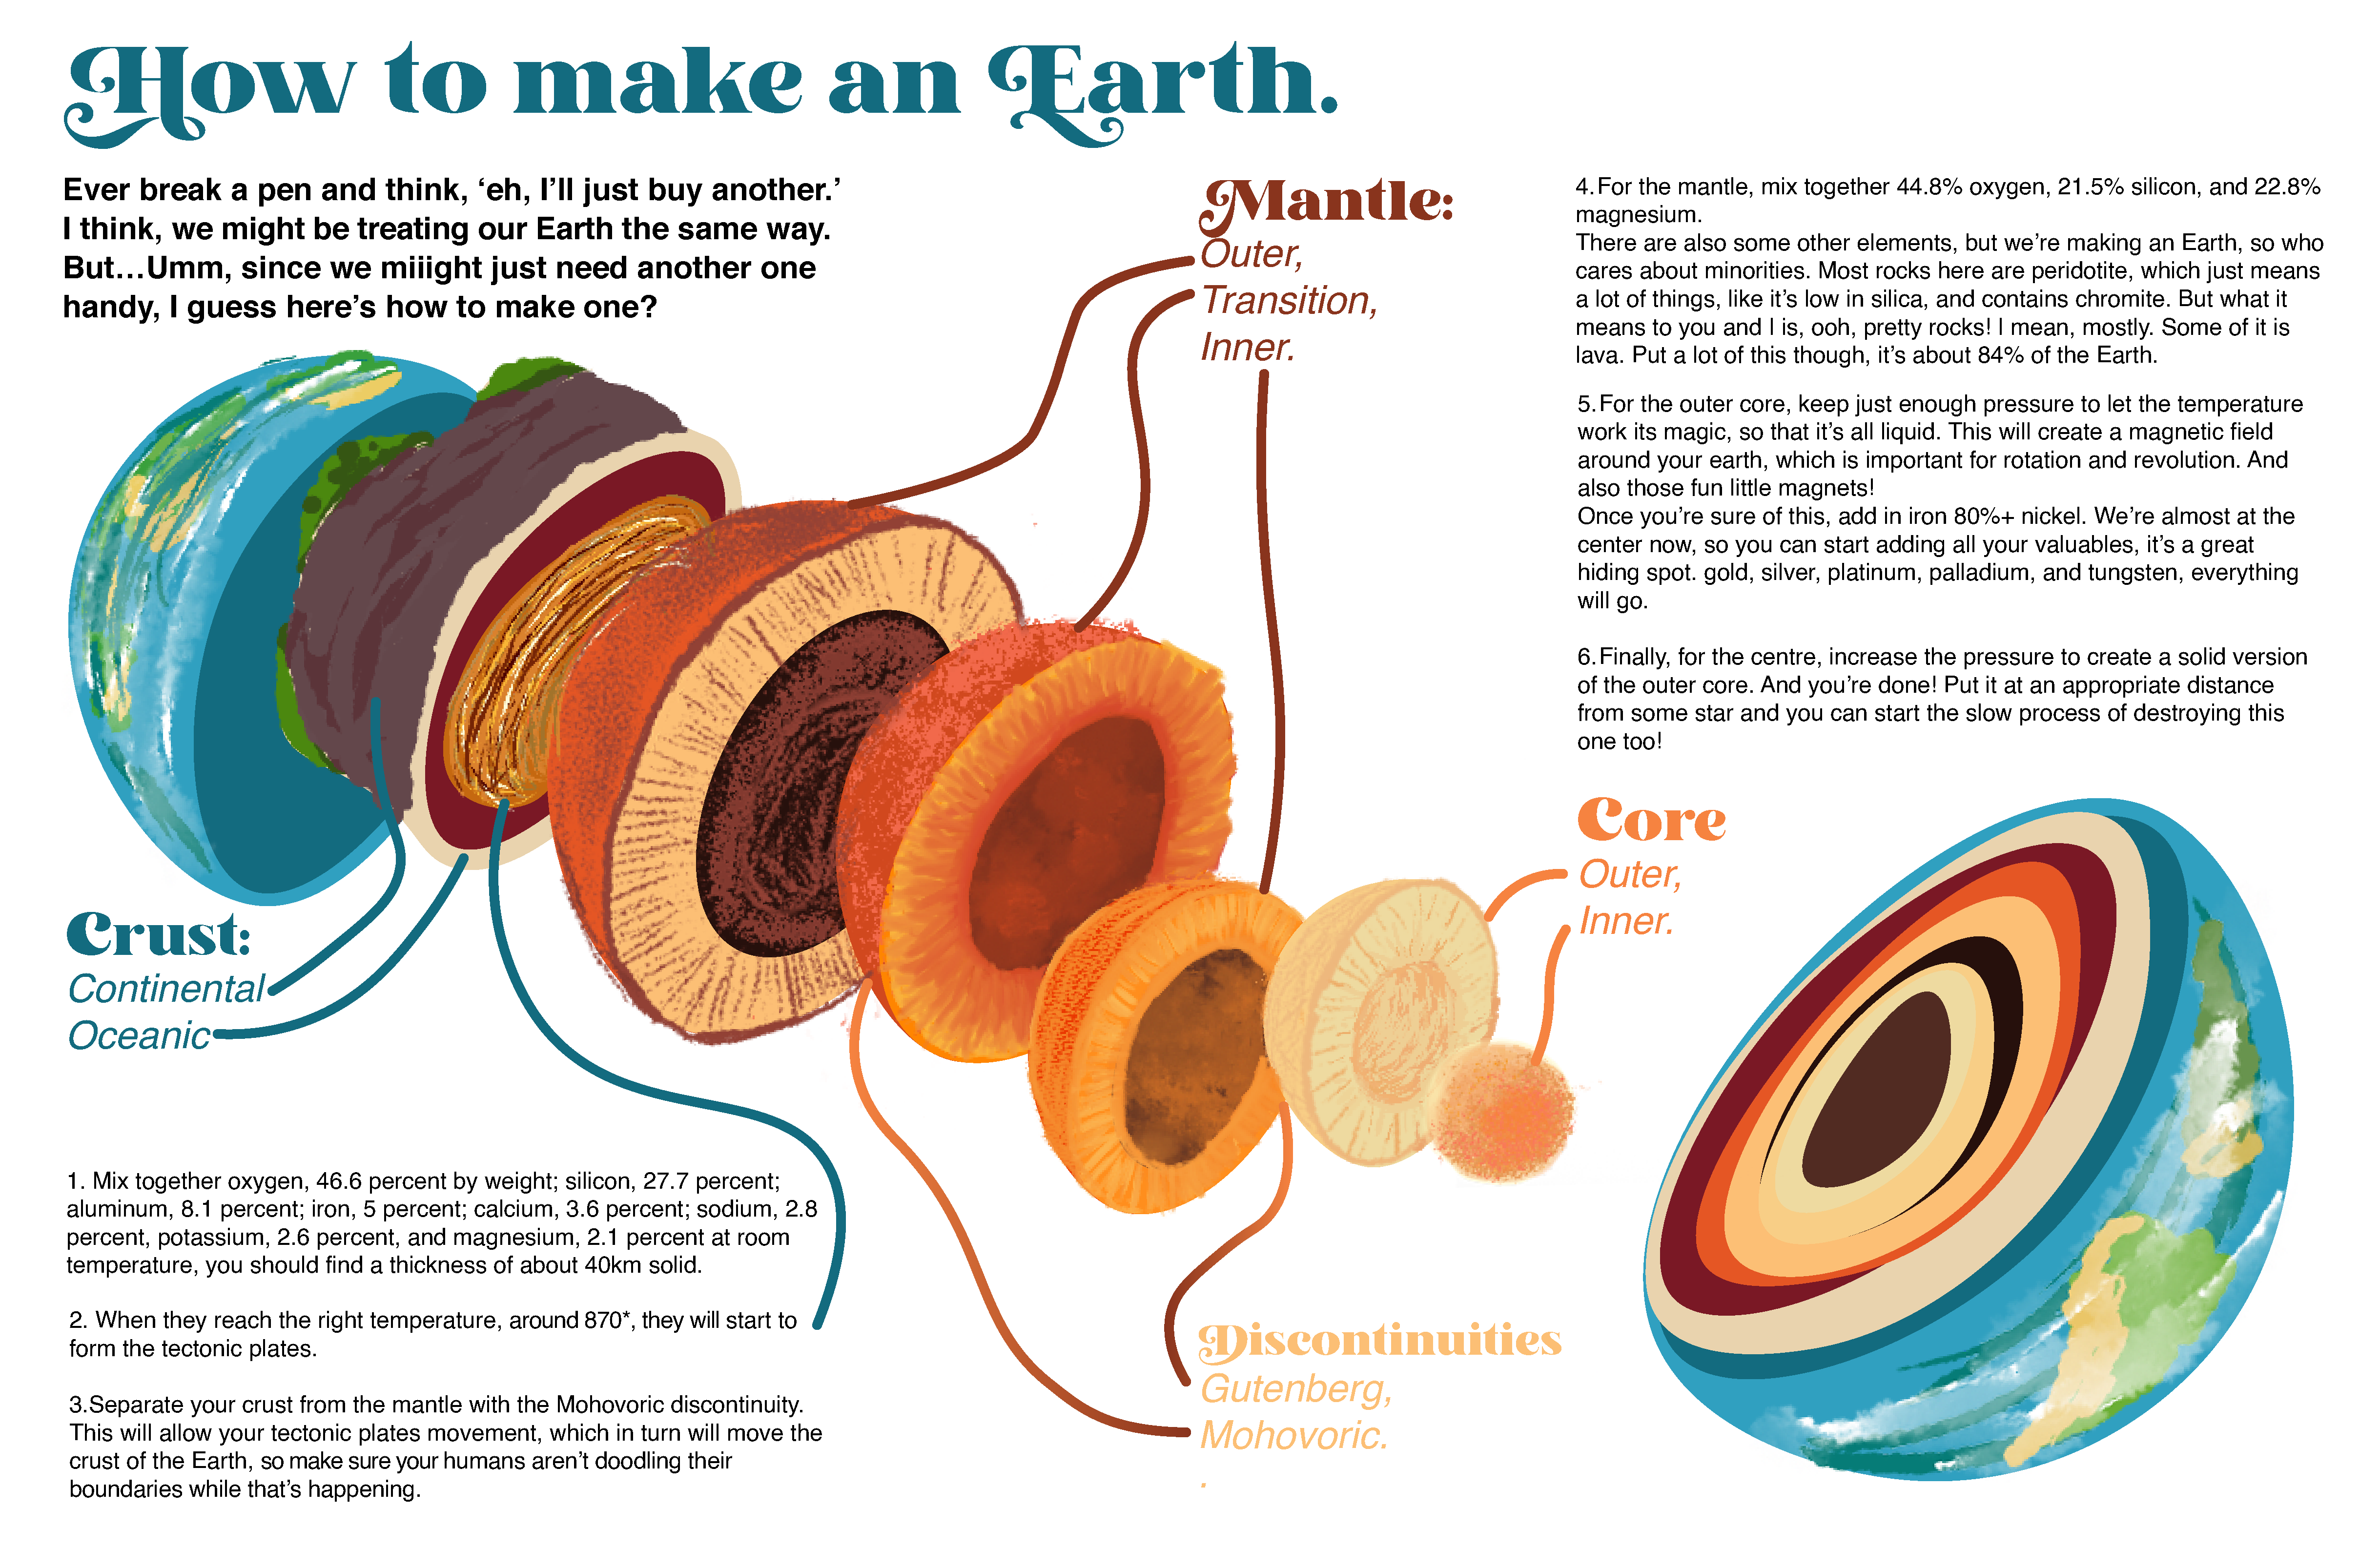 How to make an Earth.
Ever break a pen and think, ‘eh, I’ll just buy another.’
I think, we might be treating our Earth the same way.
But…Umm, since we miiight just need another one
handy, I guess here’s how to make one?
Crust:
Continental
Oceanic
1. Mix together oxygen, 46.6 percent by weight; silicon, 27.7 percent;
aluminum, 8.1 percent; iron, 5 percent; calcium, 3.6 percent; sodium, 2.8
percent, potassium, 2.6 percent, and magnesium, 2.1 percent at room
temperature, you should find a thickness of about 40km solid.
2. When they reach the right temperature, around 870*, they will start to
form the tectonic plates.
3.Separate your crust from the mantle with the Mohovoric discontinuity.
This will allow your tectonic plates movement, which in turn will move the
crust of the Earth, so make sure your humans aren’t doodling their
boundaries while that’s happening.
Mantle:
Outer,
Transition,
Inner.
Discontinuities
Gutenberg,
Mohovoric.
.
4.For the mantle, mix together 44.8% oxygen, 21.5% silicon, and 22.8%
magnesium.
There are also some other elements, but we’re making an Earth, so who
cares about minorities. Most rocks here are peridotite, which just means
a lot of things, like it’s low in silica, and contains chromite. But what it
means to you and I is, ooh, pretty rocks! I mean, mostly. Some of it is
lava. Put a lot of this though, it’s about 84% of the Earth.
5.For the outer core, keep just enough pressure to let the temperature
work its magic, so that it’s all liquid. This will create a magnetic field
around your earth, which is important for rotation and revolution. And
also those fun little magnets!
Once you’re sure of this, add in iron 80%+ nickel. We’re almost at the
center now, so you can start adding all your valuables, it’s a great
hiding spot. gold, silver, platinum, palladium, and tungsten, everything
will go.
6.Finally, for the centre, increase the pressure to create a solid version
of the outer core. And you’re done! Put it at an appropriate distance
from some star and you can start the slow process of destroying this
one too!
Core
Outer,
Inner.